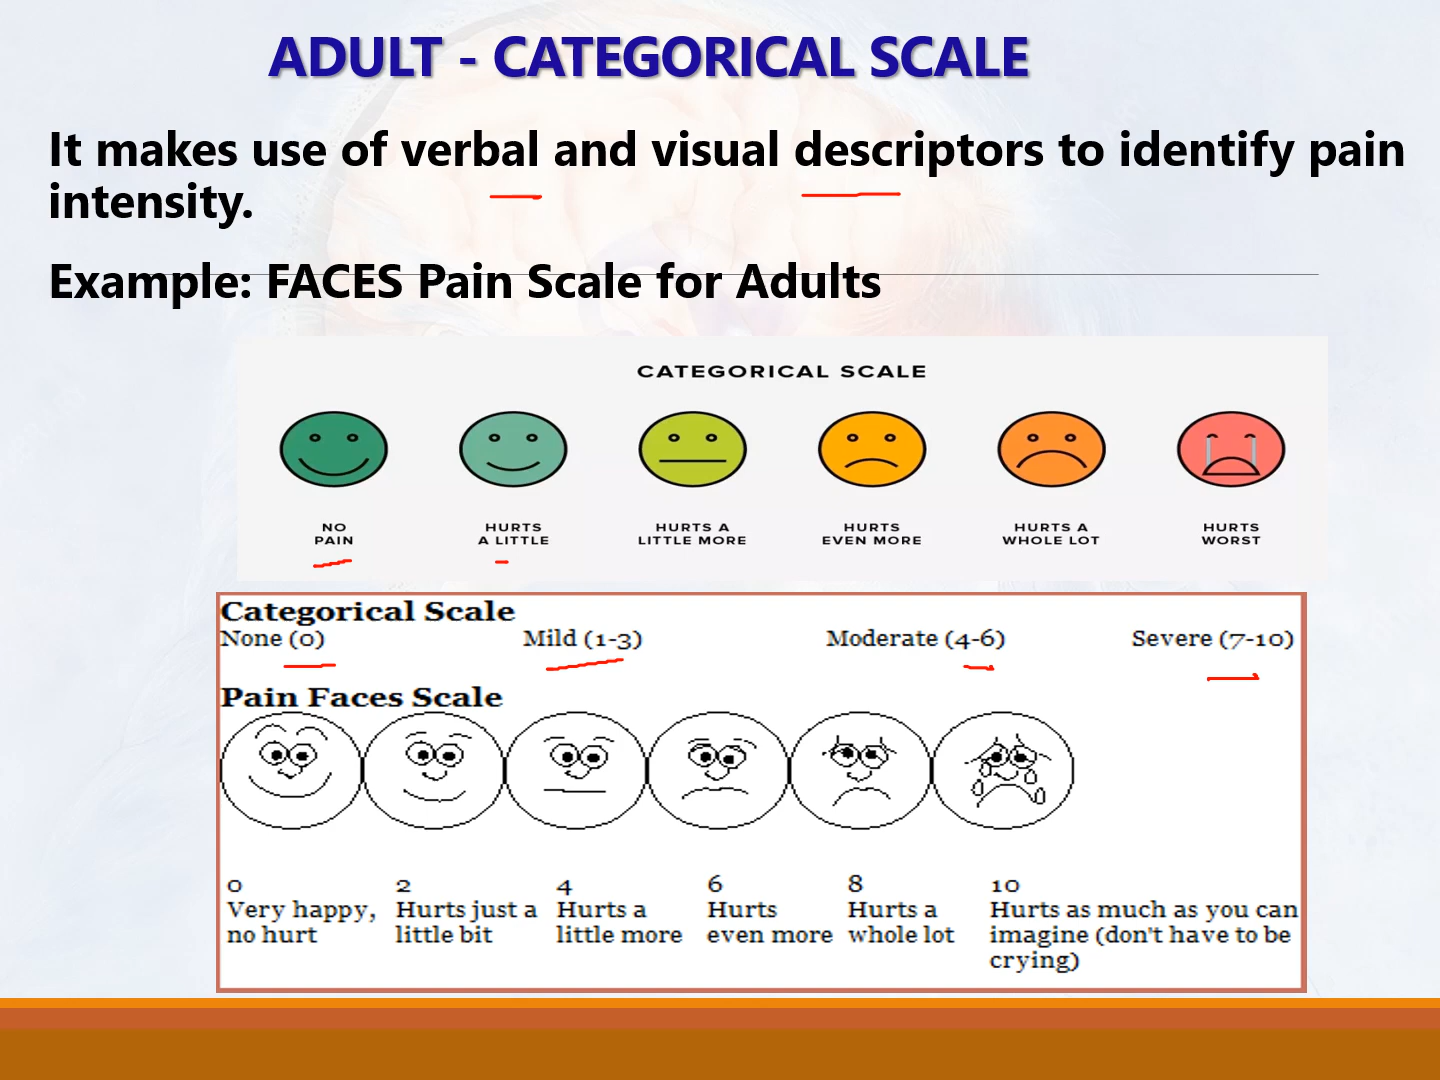 ADULT - CATEGORICAL SCALE
It makes use of verbal and visual descriptors to identify pain
intensity.
Example: FACES Pain Scale for Adults
CATEGORICAL SCALE
NO
PAIN
HURTS
A LITTLE
HURTS A
LITTLE MORE
HURTS
EVEN MORE
HURTS A
WHOLE LOT
HURTS
WORST
Categorical Scale
None (0) Mild (1-3) Moderate (4-6) Severe (7-10)
Pain Faces Scale
0
Very happy,
no hurt
2
Hurts just a
little bit
4
Hurts a
little more
6
Hurts
even more
8
Hurts a
whole lot
10
Hurts as much as you can
imagine (don't have to be
crying)